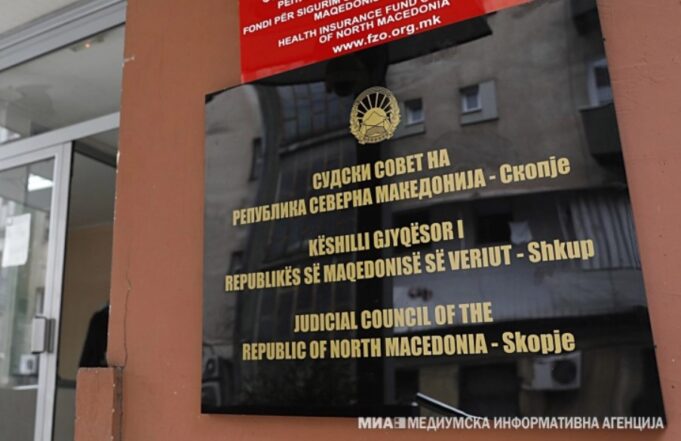 FONDI PËR SIGURIM
MAQEDONIS
HEALTH INSURANCE FUND
OF NORTH MACEDONIA
www.fzo.org.mk
СУДСКИ СОВЕТ НА
РЕПУБЛИКА СЕВЕРНА МАКЕДОНИЈА - Скопје
KËSHILLI GJYQËSOR I
REPUBLIKËS SË MAQEDONISË SË VERIUT - Shkup
JUDICIAL COUNCIL OF THE
REPUBLIC OF NORTH MACEDONIA - Skopje
МИА МЕДИУМСКА ИНФОРМАТИВНА АГЕНЦИЈА